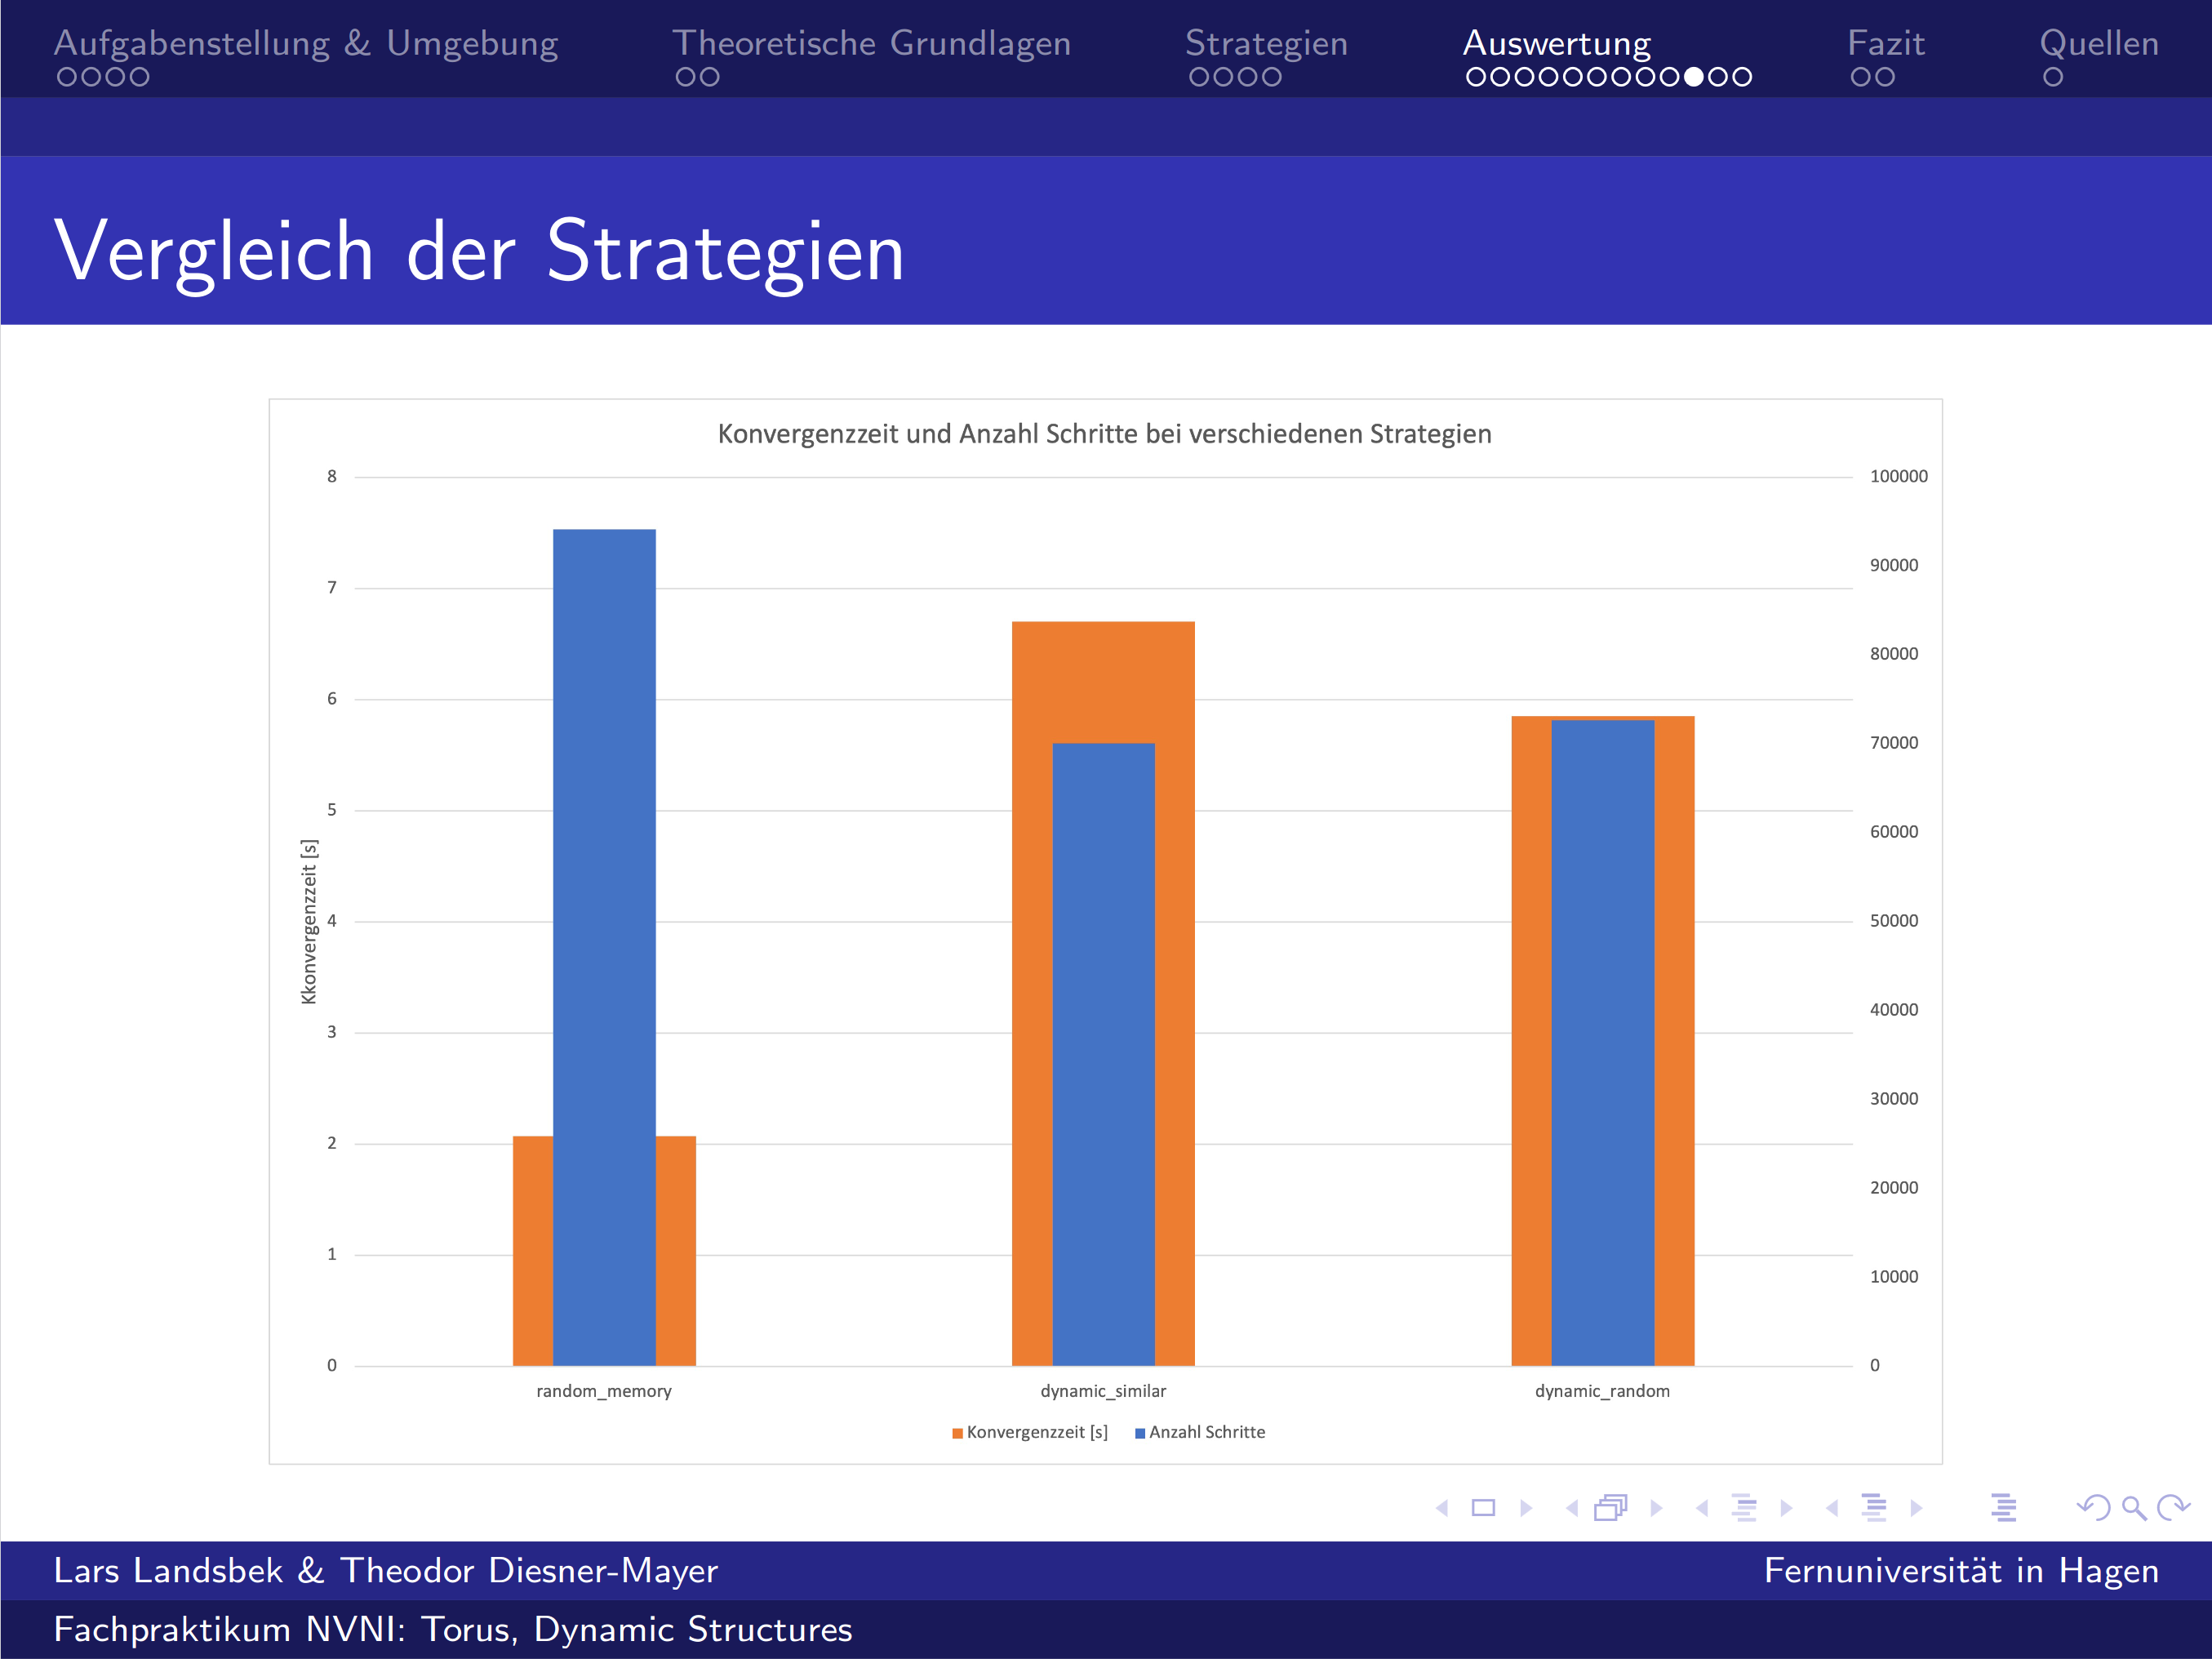 Aufgabenstellung & Umgebung Theoretische Grundlagen Strategien Auswertung Fazit Quellen
Vergleich der Strategien
Konvergenzzeit und Anzahl Schritte bei verschiedenen Strategien
8 100000
90000
7
80000
6
70000
5
60000
Kkonvergenzzeit [s]
4 50000
40000
3
30000
2
20000
1
10000
0 0
random_memory dynamic_similar dynamic_random
Konvergenzzeit [s] Anzahl Schritte
Lars Landsbek & Theodor Diesner-Mayer Fernuniversität in Hagen
Fachpraktikum NVNI: Torus, Dynamic Structures